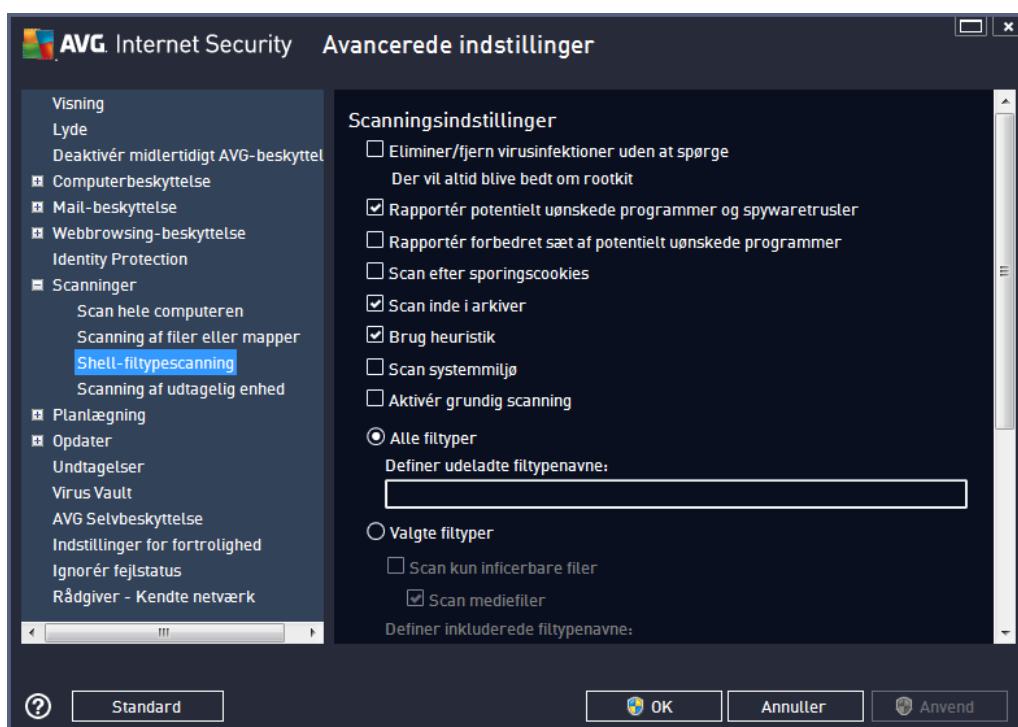 AVG. Internet Security Avancerede indstillinger
Visning
Lyde
Deaktivér midlertidigt AVG-beskyttel
Computerbeskyttelse
Mail-beskyttelse
Webbrowsing-beskyttelse
Identity Protection
Scanninger
Scan hele computeren
Scanning af filer eller mapper
Shell-filtypescanning
Scanning af udtagelig enhed
Planlægning
Opdater
Undtagelser
Virus Vault
AVG Selvbeskyttelse
Indstillinger for fortrolighed
Ignorér fejlstatus
Rådgiver - Kendte netværk
Scanningsindstillinger
Eliminer/fjern virusinfektioner uden at spørge
Der vil altid blive bedt om rootkit
Rapportér potentielt uønskede programmer og spywaretrusler
Rapportér forbedret sæt af potentielt uønskede programmer
Scan efter sporingscookies
Scan inde i arkiver
Brug heuristik
Scan systemmiljø
Aktivér grundig scanning
Alle filtyper
Definer udeladte filtypenavne:
Valgte filtyper
Scan kun inficerbare filer
Scan mediefiler
Definer inkluderede filtypenavne:
Standard
OK
Annuller
Anvend